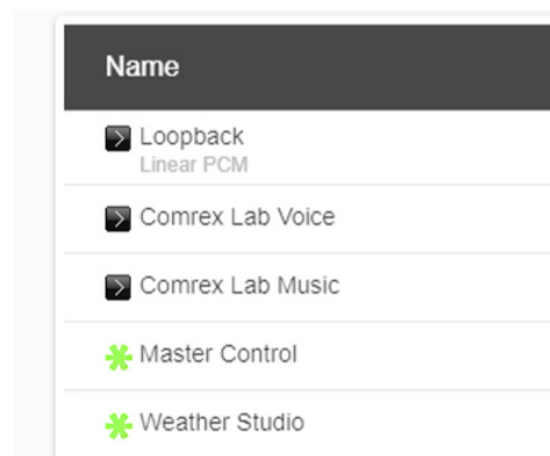 Name
Loopback
Linear PCM
Comrex Lab Voice
Comrex Lab Music
Master Control
Weather Studio